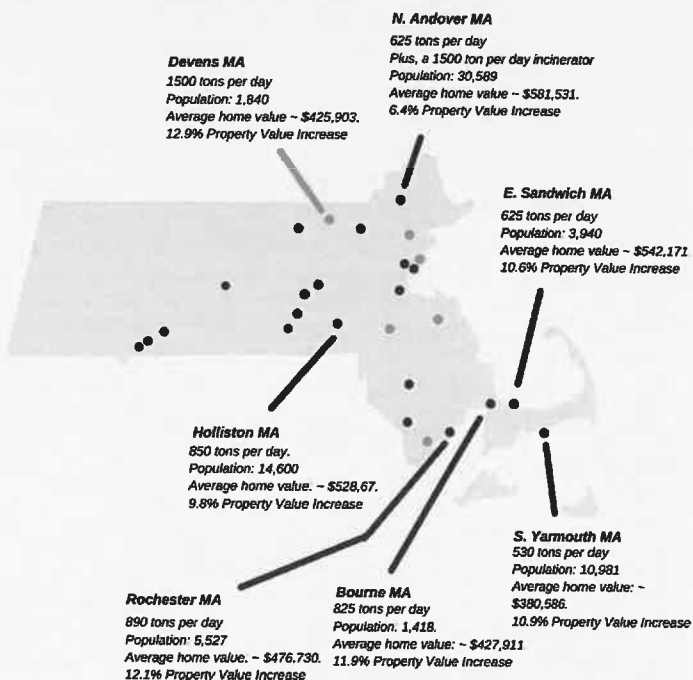 N. Andover MA
625 tons per day
Plus, a 1500 ton per day incinerator
Population: 30,589
Average home value ~ $581,531.
6.4% Property Value Increase
Devens MA
1500 tons per day
Population: 1,840
Average home value ~ $425,903.
12.9% Property Value Increase
E. Sandwich MA
625 tons per day
Population: 3,940
Average home value ~ $542,171
10.6% Property Value Increase
Holliston MA
850 tons per day.
Population: 14,600
Average home value. ~ $528,67.
9.8% Property Value Increase
S. Yarmouth MA
530 tons per day
Population: 10,981
Average home value: ~
$380,586.
10.9% Property Value Increase
Rochester MA
890 tons per day
Population: 5,527
Average home value. ~ $476.730.
12.1% Property Value Increase
Bourne MA
825 tons per day
Population. 1,418.
Average home value: ~ $427,911
11.9% Property Value Increase